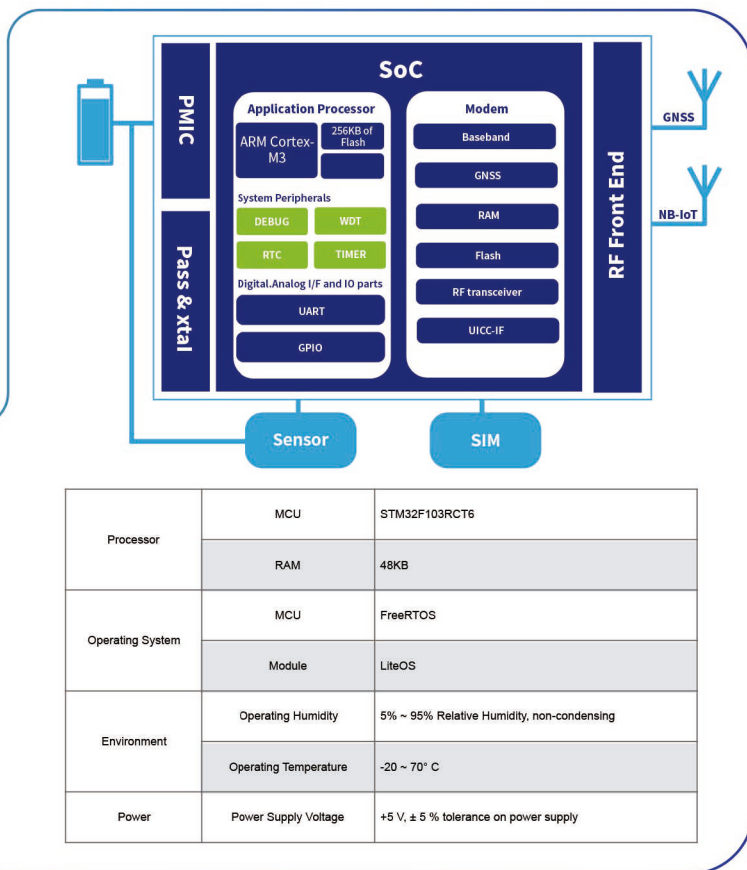 SoC
PMIC
Pass & xtal
Application Processor
ARM Cortex-
M3
256KB of
Flash
System Peripherals
DEBUG
WDT
RTC
TIMER
Digital.Analog I/F and IO parts
UART
GPIO
Modem
Baseband
GNSS
RAM
Flash
RF transceiver
UICC-IF
RF Front End
GNSS
NB-IoT
Sensor
SIM
Processor
MCU
STM32F103RCT6
RAM
48KB
Operating System
MCU
FreeRTOS
Module
LiteOS
Environment
Operating Humidity
5% ~ 95% Relative Humidity, non-condensing
Operating Temperature
-20 ~ 70° C
Power
Power Supply Voltage
+5 V, ± 5 % tolerance on power supply